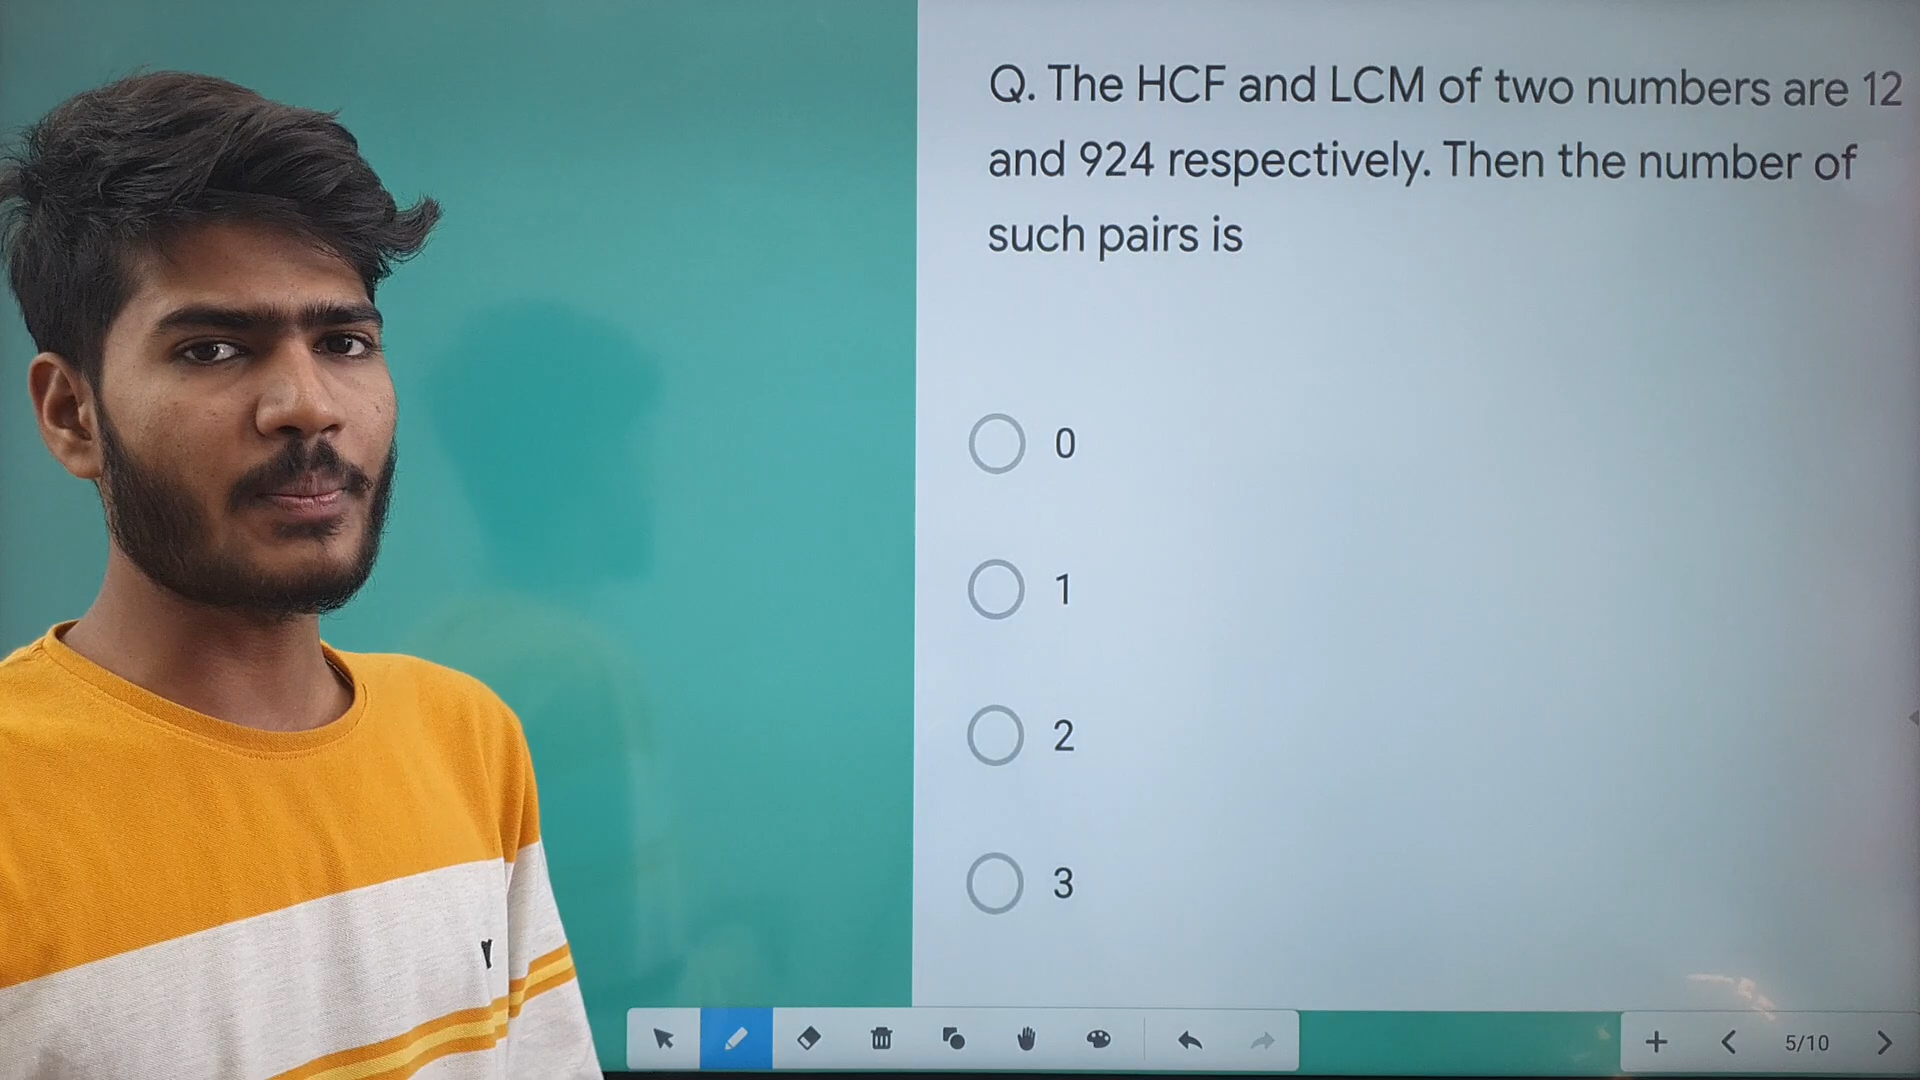 Q. The HCF and LCM of two numbers are 12
and 924 respectively. Then the number of
such pairs is
0
1
2
3
5/10